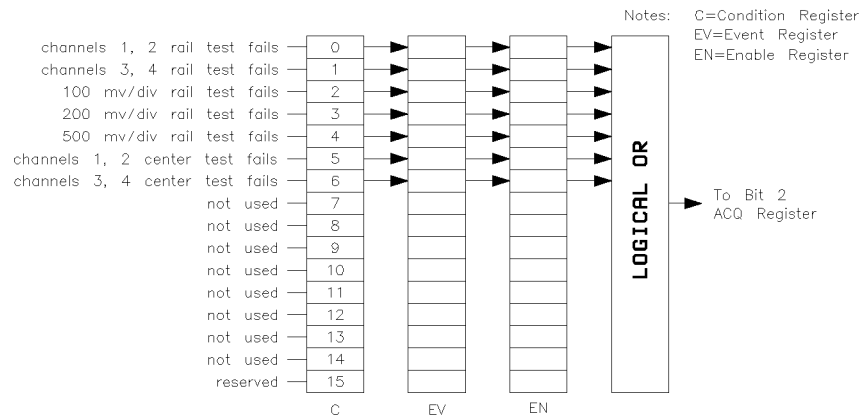 Notes: C=Condition Register
EV=Event Register
EN=Enable Register
channels 1, 2 rail test fails 0
channels 3, 4 rail test fails 1
100 mv/div rail test fails 2
200 mv/div rail test fails 3
500 mv/div rail test fails 4
channels 1, 2 center test fails 5
channels 3, 4 center test fails 6
not used 7
not used 8
not used 9
not used 10
not used 11
not used 12
not used 13
not used 14
reserved 15
LOGICAL OR
To Bit 2
ACQ Register
C EV EN